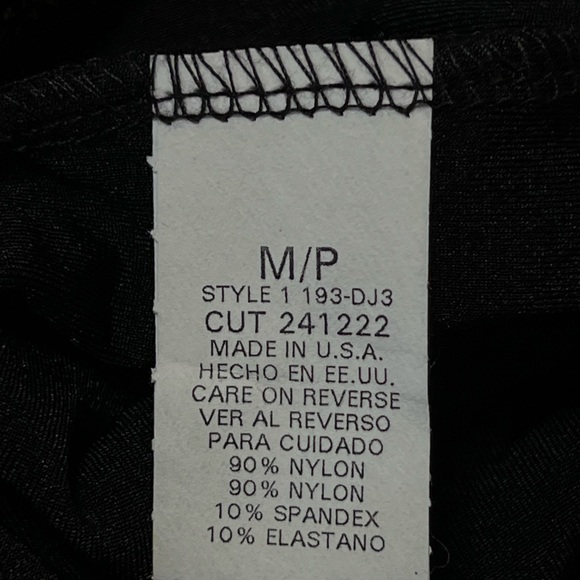 M/P
STYLE 1 193-DJ3
CUT 241222
MADE IN U.S.A.
HECHO EN EE.UU.
CARE ON REVERSE
VER AL REVERSO
PARA CUIDADO
90% NYLON
90% NYLON
10% SPANDEX
10% ELASTANO